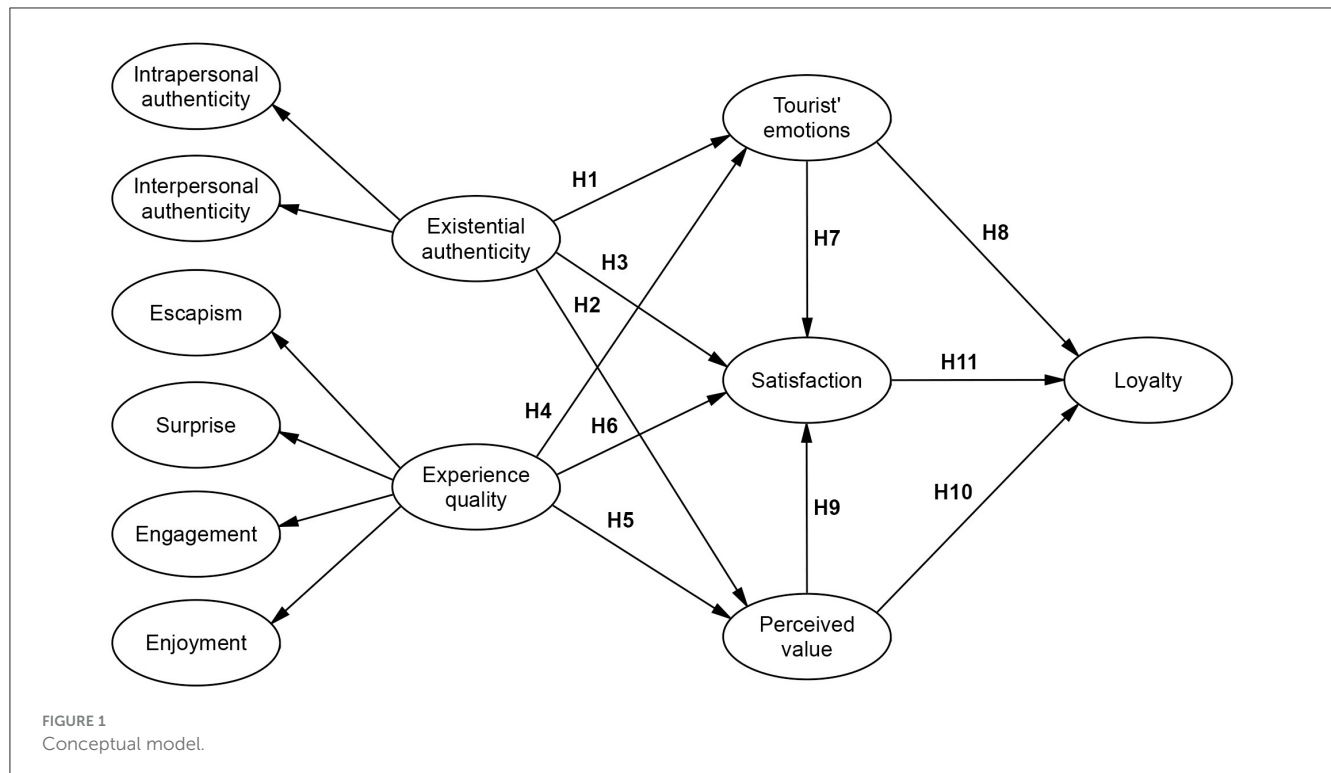 Intrapersonal
authenticity
Interpersonal
authenticity
Escapism
Surprise
Engagement
Enjoyment
Existential
authenticity
Experience
quality
H1
H3
H2
H4
H6
H5
Tourist'
emotions
H7
Satisfaction
H9
Perceived
value
H8
H11
H10
Loyalty
FIGURE 1
Conceptual model.